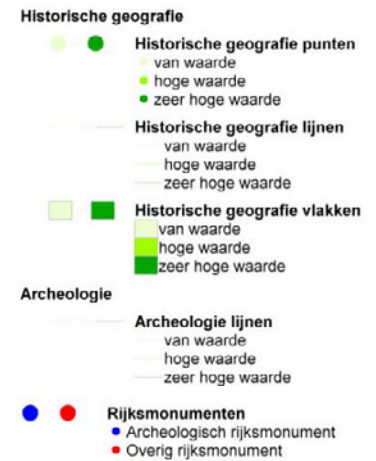 Historische geografie
Historische geografie punten
van waarde
hoge waarde
zeer hoge waarde
Historische geografie lijnen
van waarde
hoge waarde
zeer hoge waarde
Historische geografie vlakken
van waarde
hoge waarde
zeer hoge waarde
Archeologie
Archeologie lijnen
van waarde
hoge waarde
zeer hoge waarde
Rijksmonumenten
Archeologisch rijksmonument
Overig rijksmonument